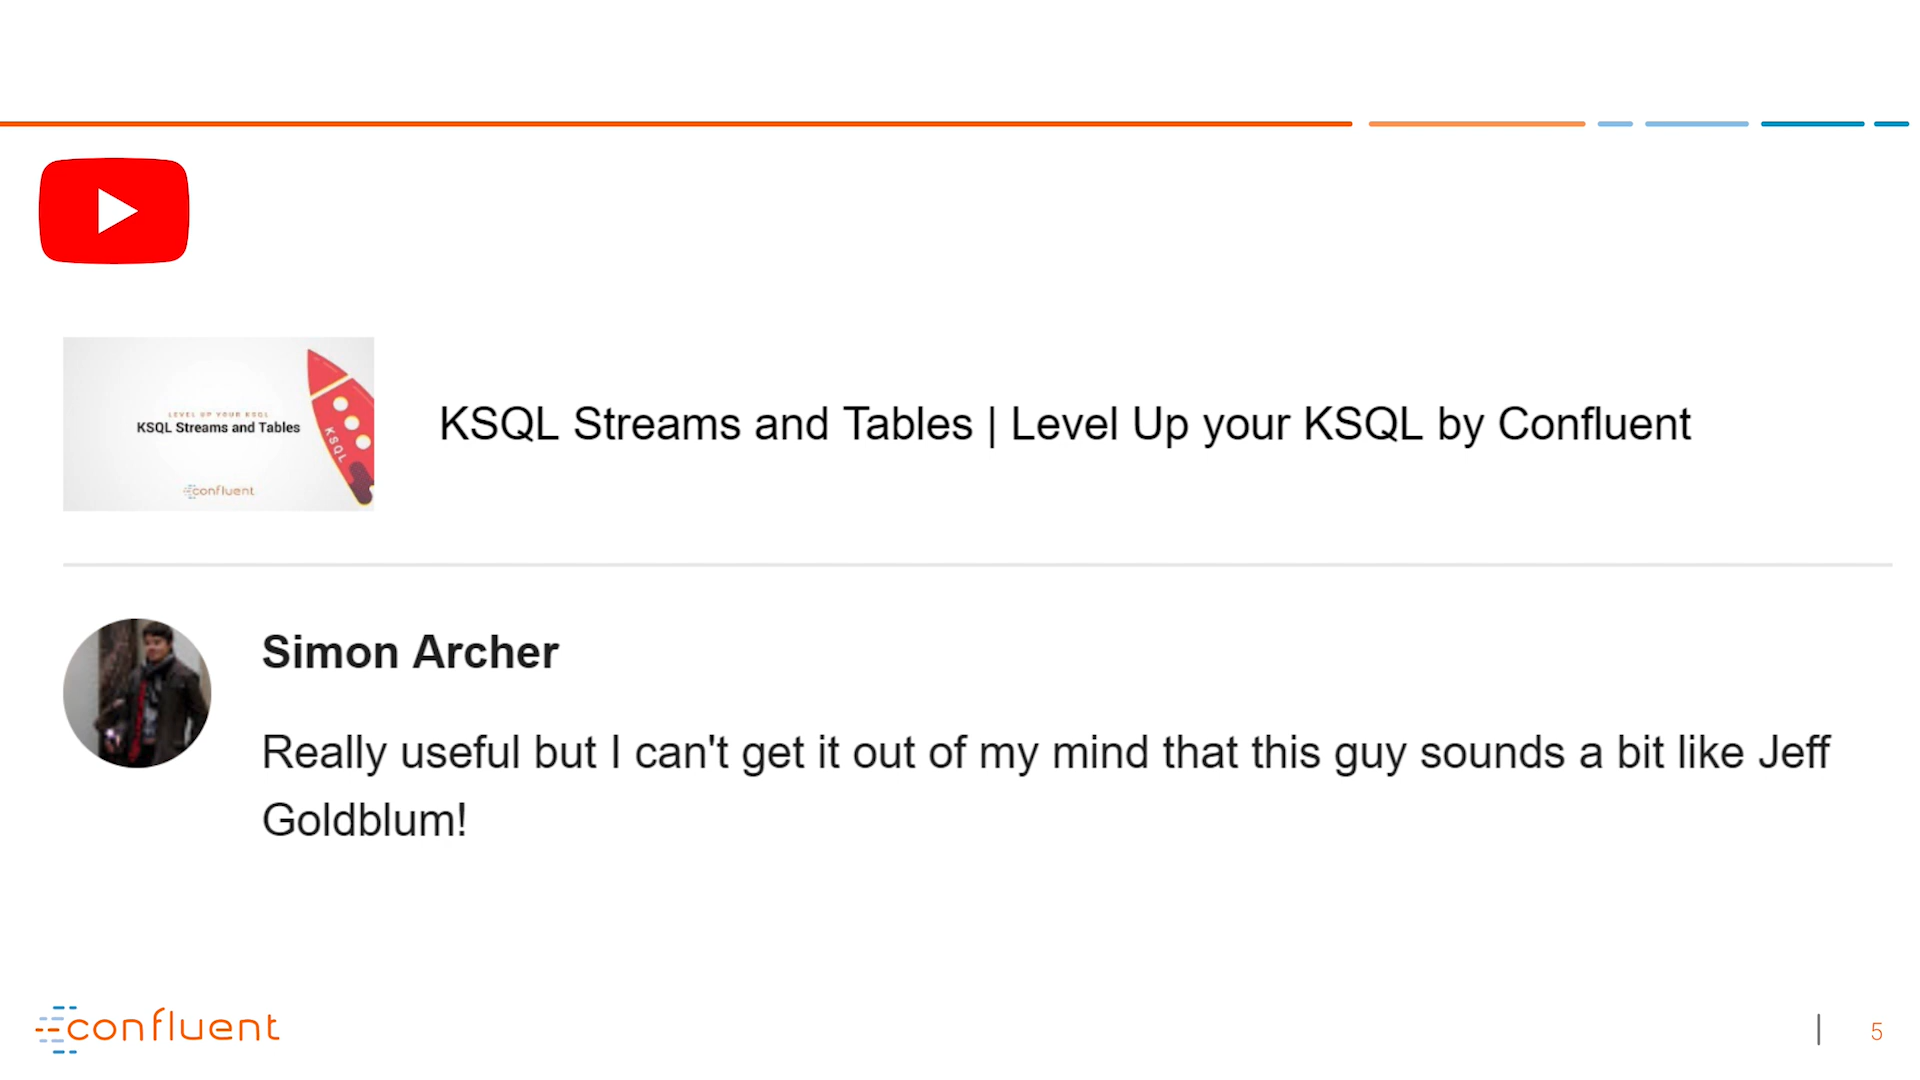 LEVEL UP YOUR KSQL
KSQL Streams and Tables
KSQL
confluent
KSQL Streams and Tables | Level Up your KSQL by Confluent
Simon Archer
Really useful but I can't get it out of my mind that this guy sounds a bit like Jeff
Goldblum!
confluent
5